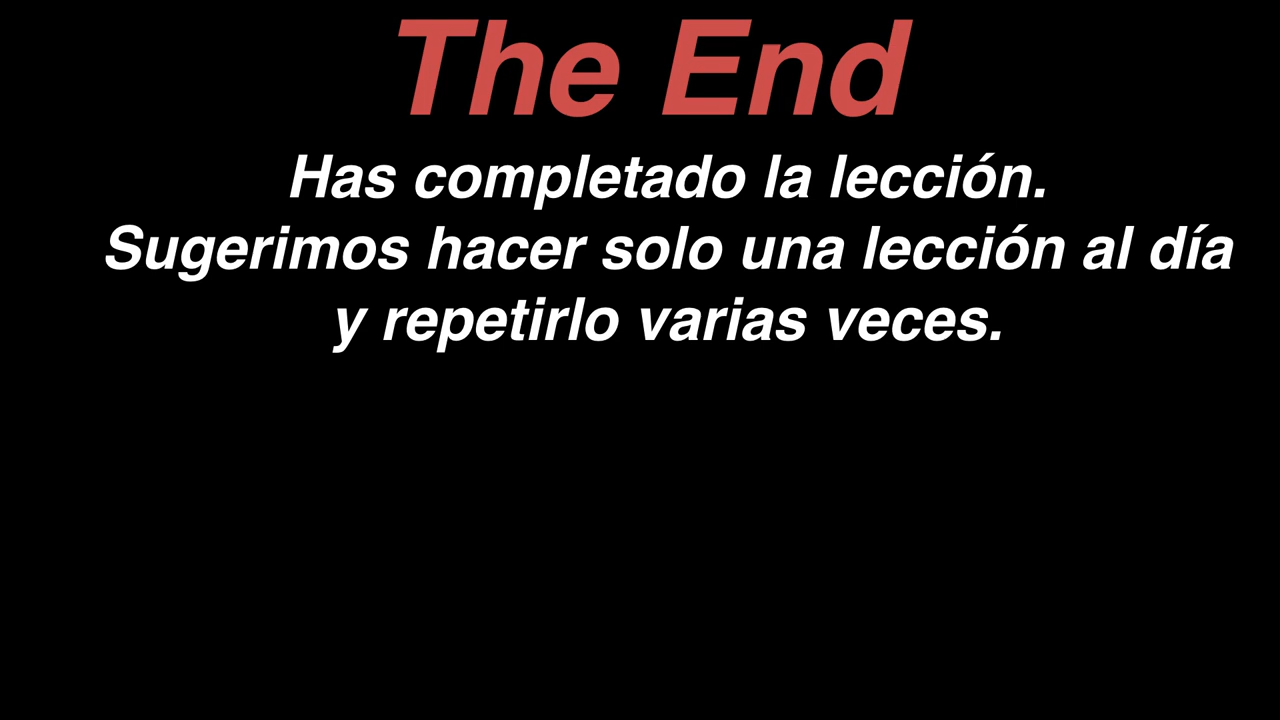 The End
Has completado la lección.
Sugerimos hacer solo una lección al día
y repetirlo varias veces.